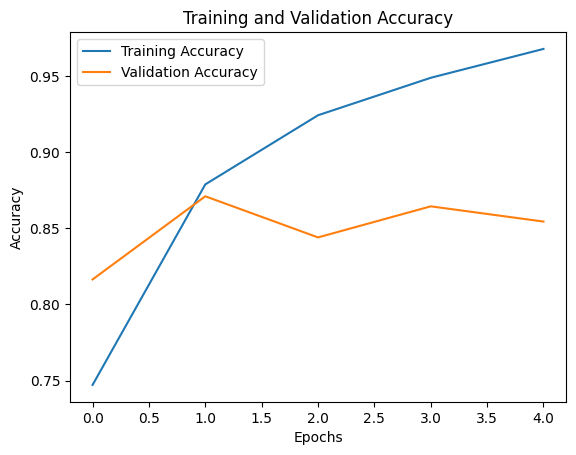 Training and Validation Accuracy
Training Accuracy
Validation Accuracy
Accuracy
0.95
0.90
0.85
0.80
0.75
0.0 0.5 1.0 1.5 2.0 2.5 3.0 3.5 4.0
Epochs